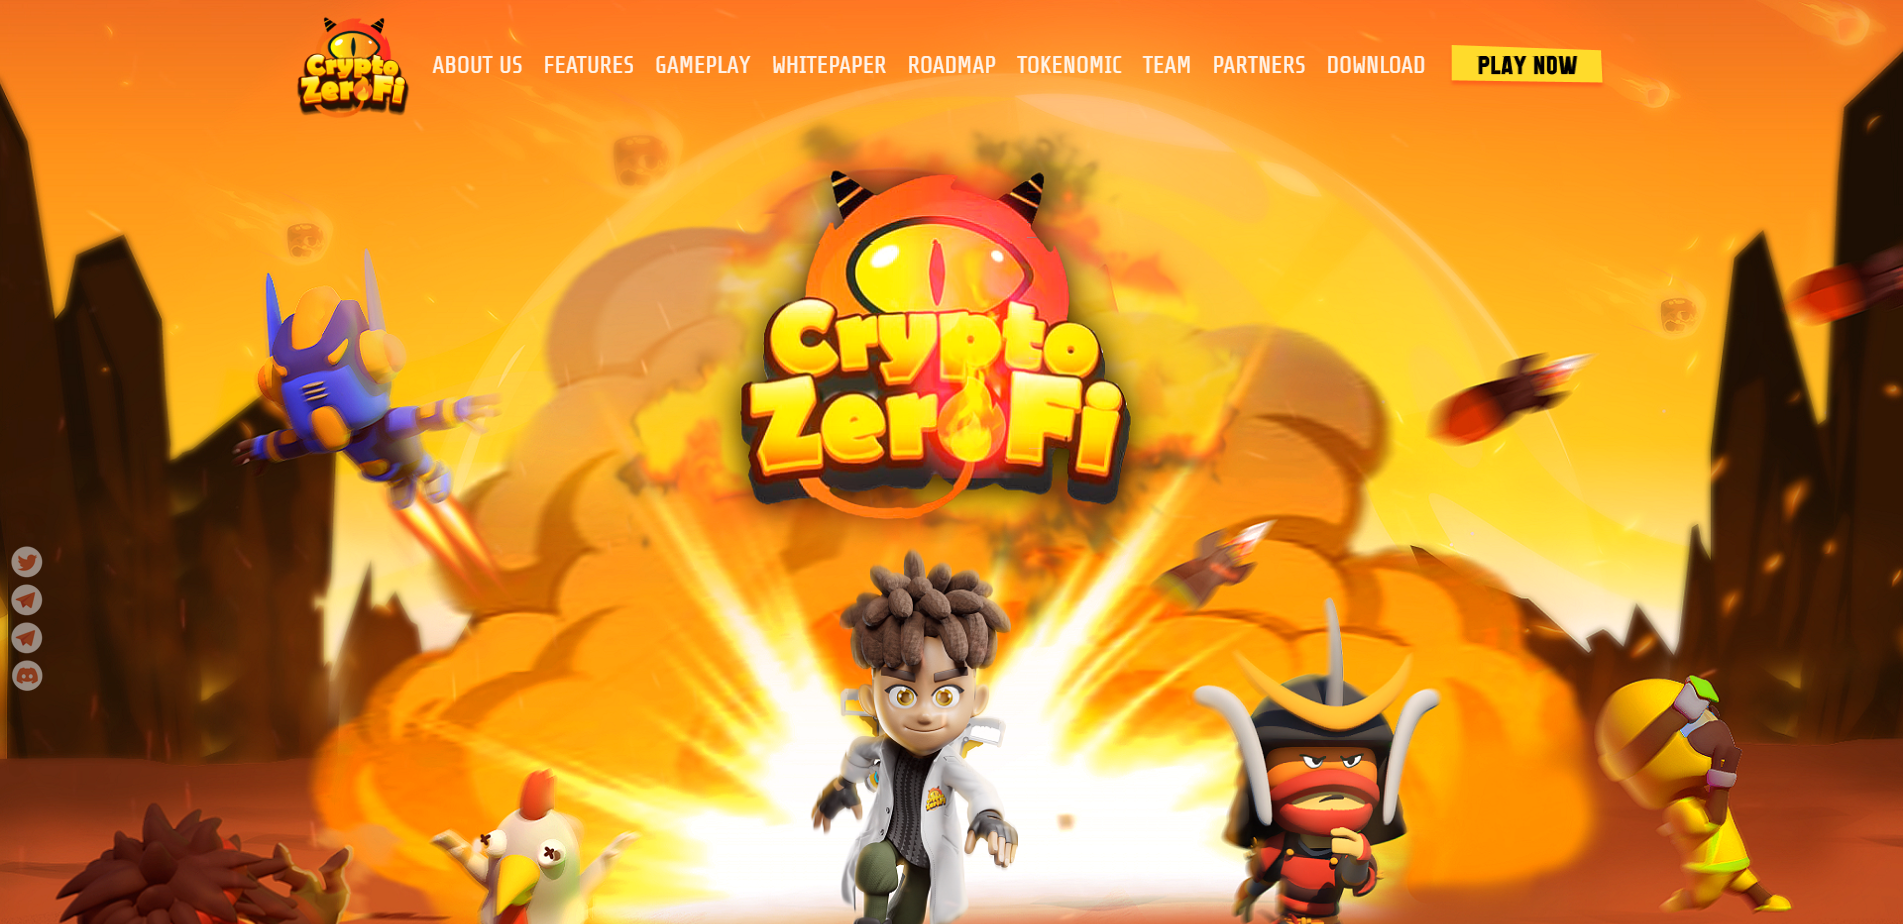 Crypto
ZeroFi
ABOUT US FEATURES GAMEPLAY WHITEPAPER ROADMAP TOKENOMIC TEAM PARTNERS DOWNLOAD PLAY NOW
Crypto
ZeroFi